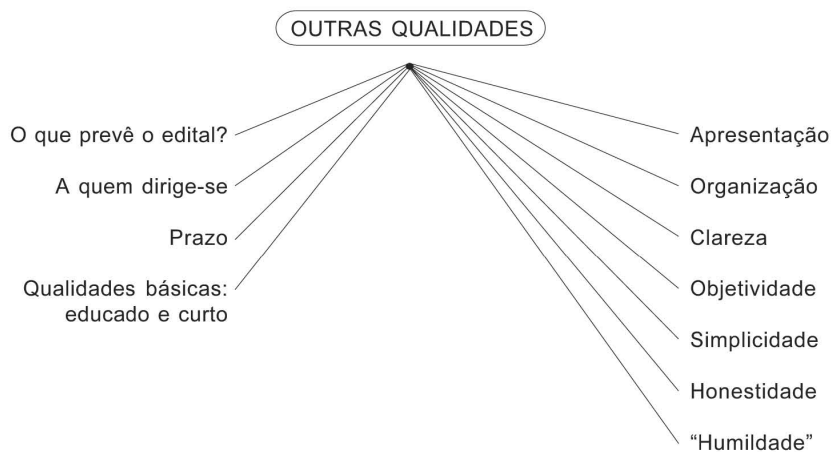 OUTRAS QUALIDADES
O que prevê o edital?
A quem dirige-se
Prazo
Qualidades básicas:
educado e curto
Apresentação
Organização
Clareza
Objetividade
Simplicidade
Honestidade
“Humildade”